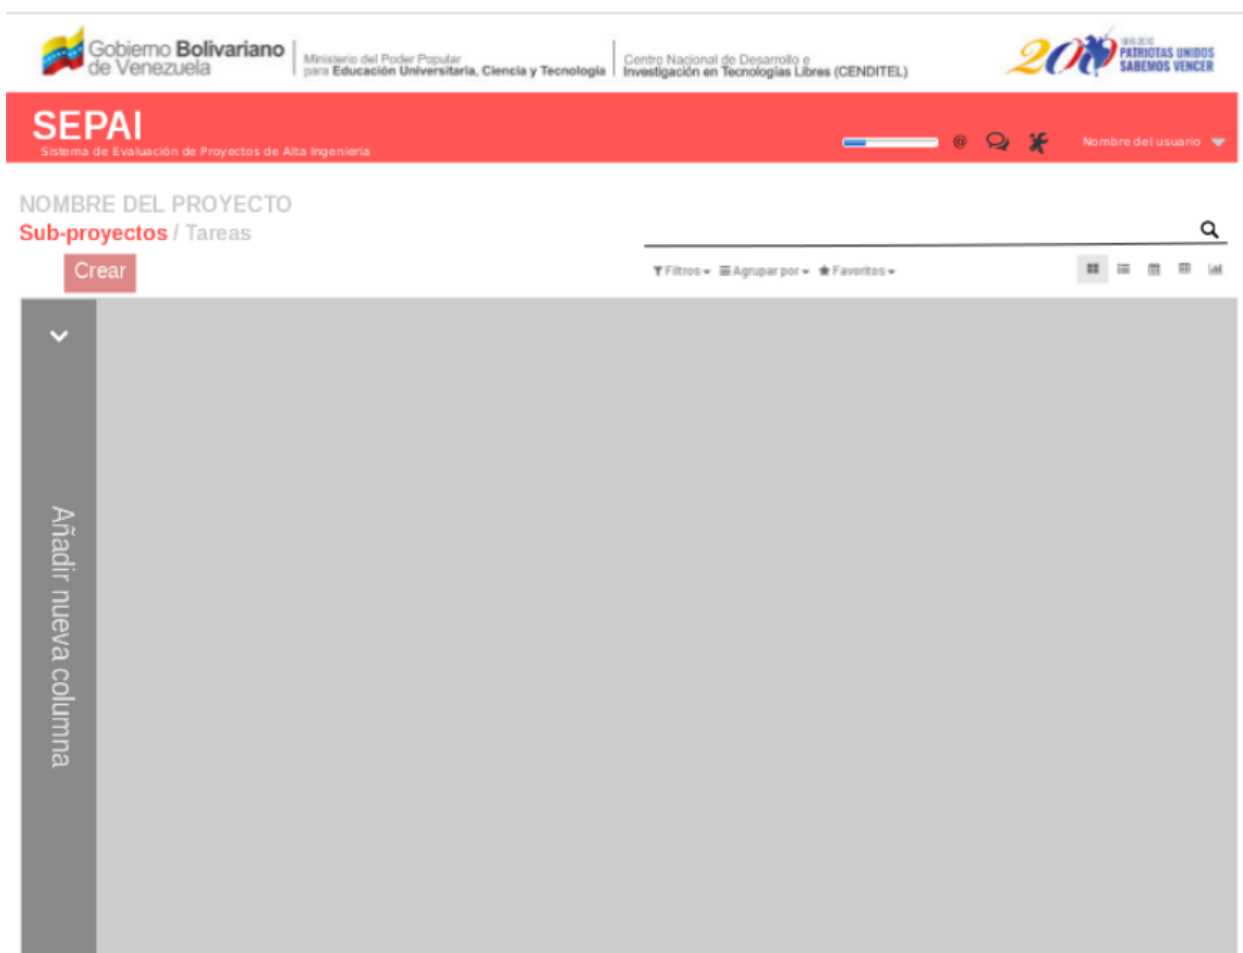 Gobierno Bolivariano
de Venezuela
Ministerio del Poder Popular
para Educación Universitaria, Ciencia y Tecnología
Centro Nacional de Desarrollo e
Investigación en Tecnologías Libres (CENDITEL)
200
PATRIOTAS UNIDOS
SABEMOS VENCER
SEPAI
Sistema de Evaluación de Proyectos de Alta Ingeniería
@
Nombre del usuario
NOMBRE DEL PROYECTO
Sub-proyectos / Tareas
Crear
Filtros
Agrupar por
Favoritos
Añadir nueva columna